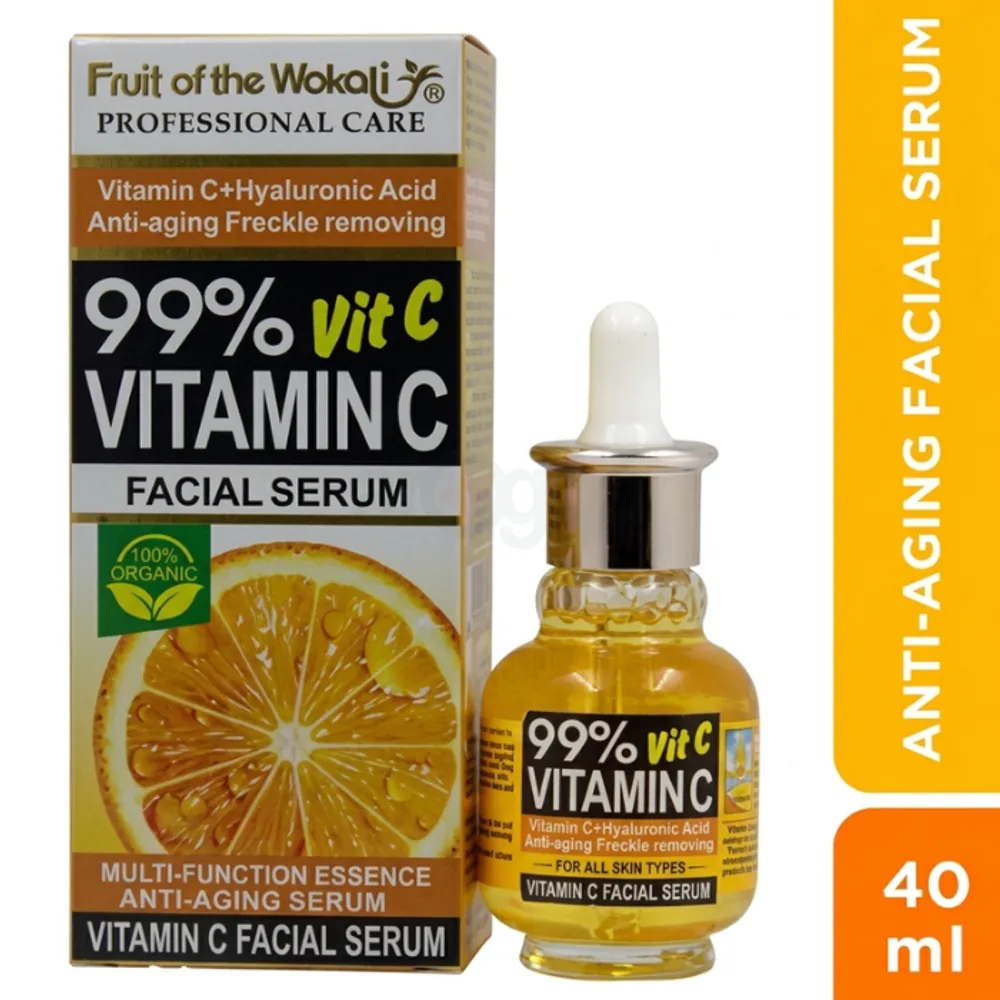 Fruit of the Wokali ®
PROFESSIONAL CARE
Vitamin C+Hyaluronic Acid
Anti-aging Freckle removing
99% Vit C
VITAMIN C
FACIAL SERUM
100%
ORGANIC
MULTI-FUNCTION ESSENCE
ANTI-AGING SERUM
VITAMIN C FACIAL SERUM
99% Vit C
VITAMIN C
Vitamin C+Hyaluronic Acid
Anti-aging Freckle removing
FOR ALL SKIN TYPES
VITAMIN C FACIAL SERUM
ANTI-AGING FACIAL SERUM
40
ml